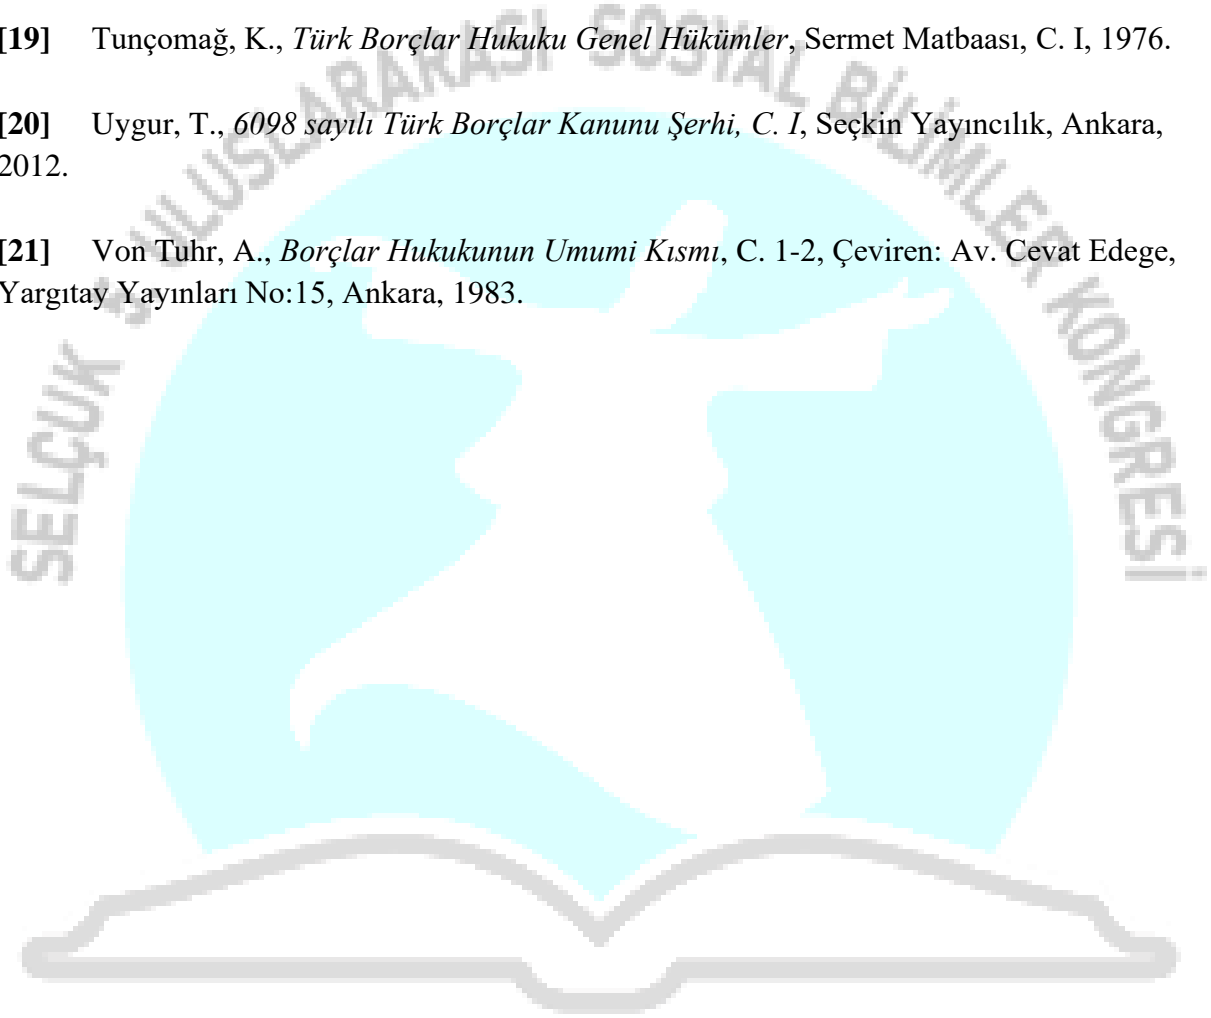 [19] Tunçomağ, K., Türk Borçlar Hukuku Genel Hükümler, Sermet Matbaası, C. I, 1976.
[20] Uygur, T., 6098 sayılı Türk Borçlar Kanunu Şerhi, C. I, Seçkin Yayıncılık, Ankara,
2012.
[21] Von Tuhr, A., Borçlar Hukukunun Umumi Kısmı, C. 1-2, Çeviren: Av. Cevat Edege,
Yargıtay Yayınları No:15, Ankara, 1983.
SELÇUK 3. ULUSLARARASI SOSYAL BİLİMLER KONGRESİ